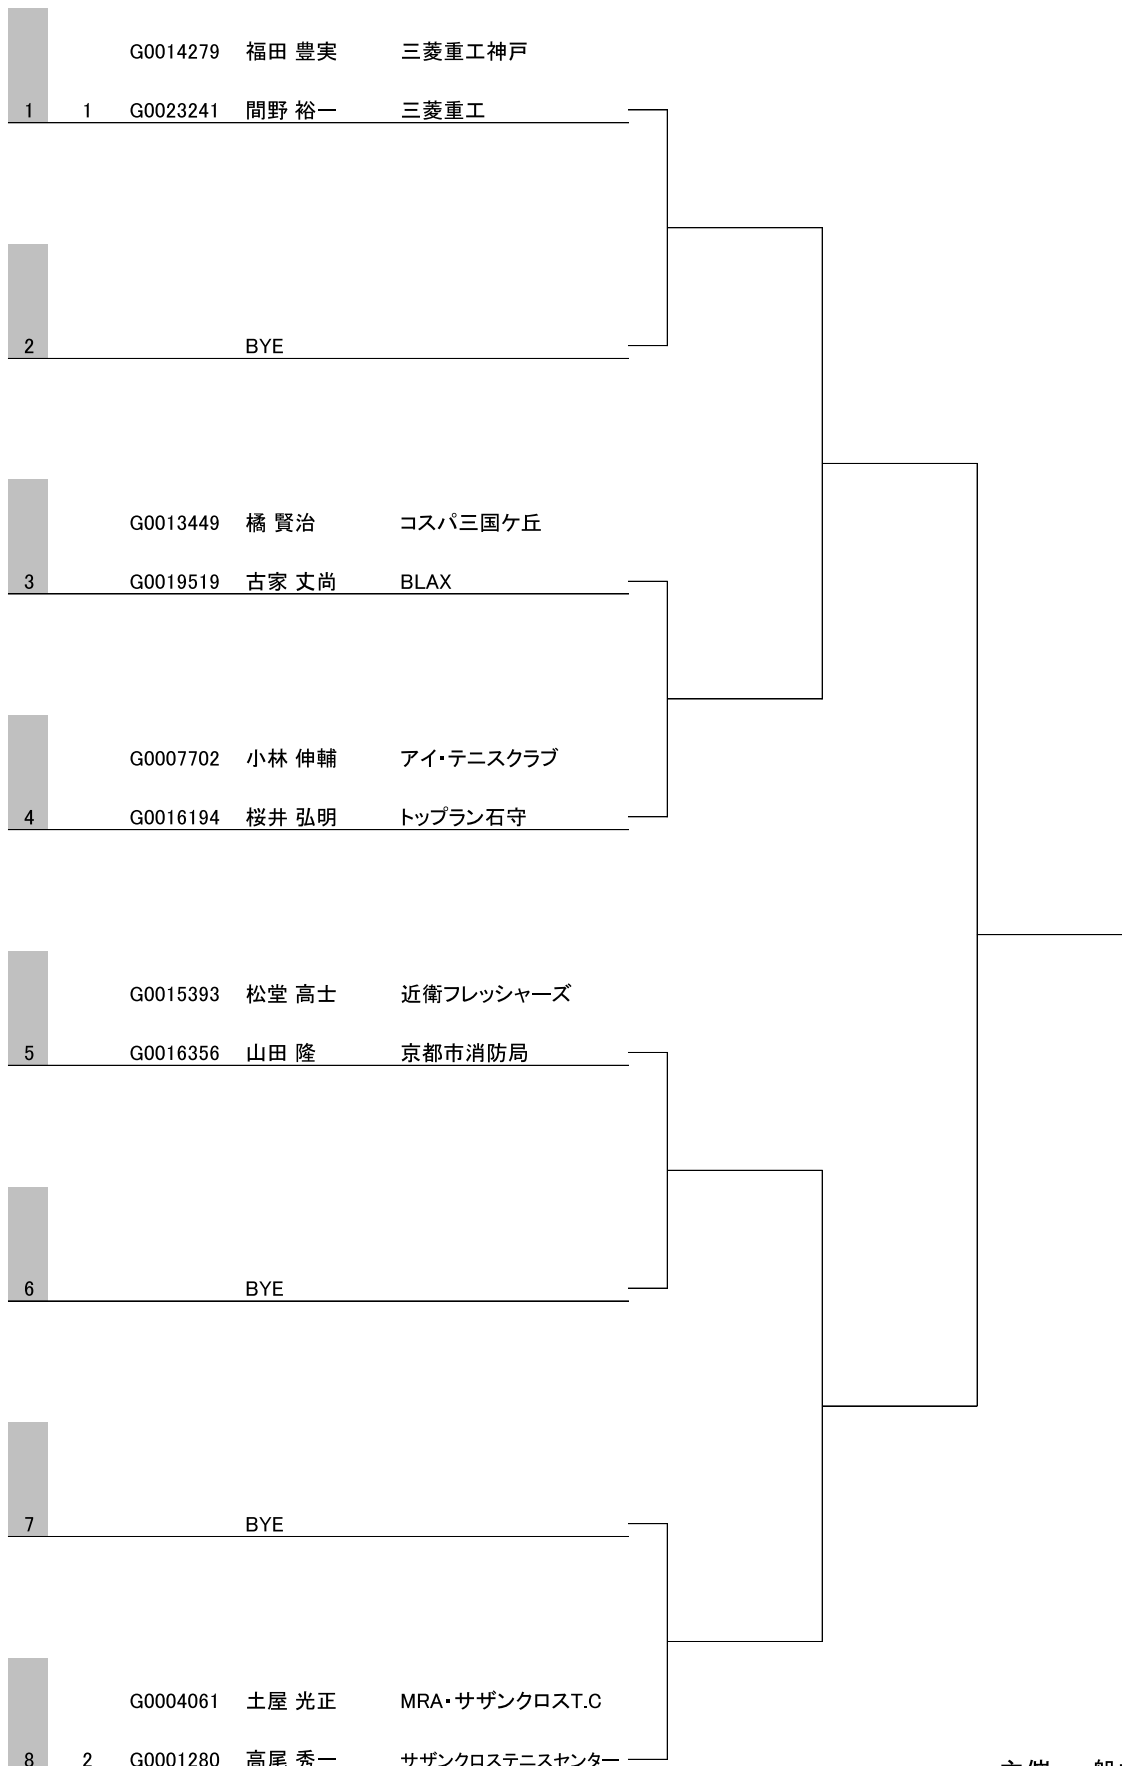 G0014279 福田 豊実 三菱重工神戸
1 1 G0023241 間野 裕一 三菱重工
2 BYE
G0013449 橘 賢治 コスパ三国ケ丘
3 G0019519 古家 丈尚 BLAX
G0007702 小林 伸輔 アイ・テニスクラブ
4 G0016194 桜井 弘明 トップラン石守
G0015393 松堂 高士 近衛フレッシャーズ
5 G0016356 山田 隆 京都市消防局
6 BYE
7 BYE
G0004061 土屋 光正 MRA・サザンクロスT.C
8 2 G0001280 高尾 秀一 サザンクロステニスセンター